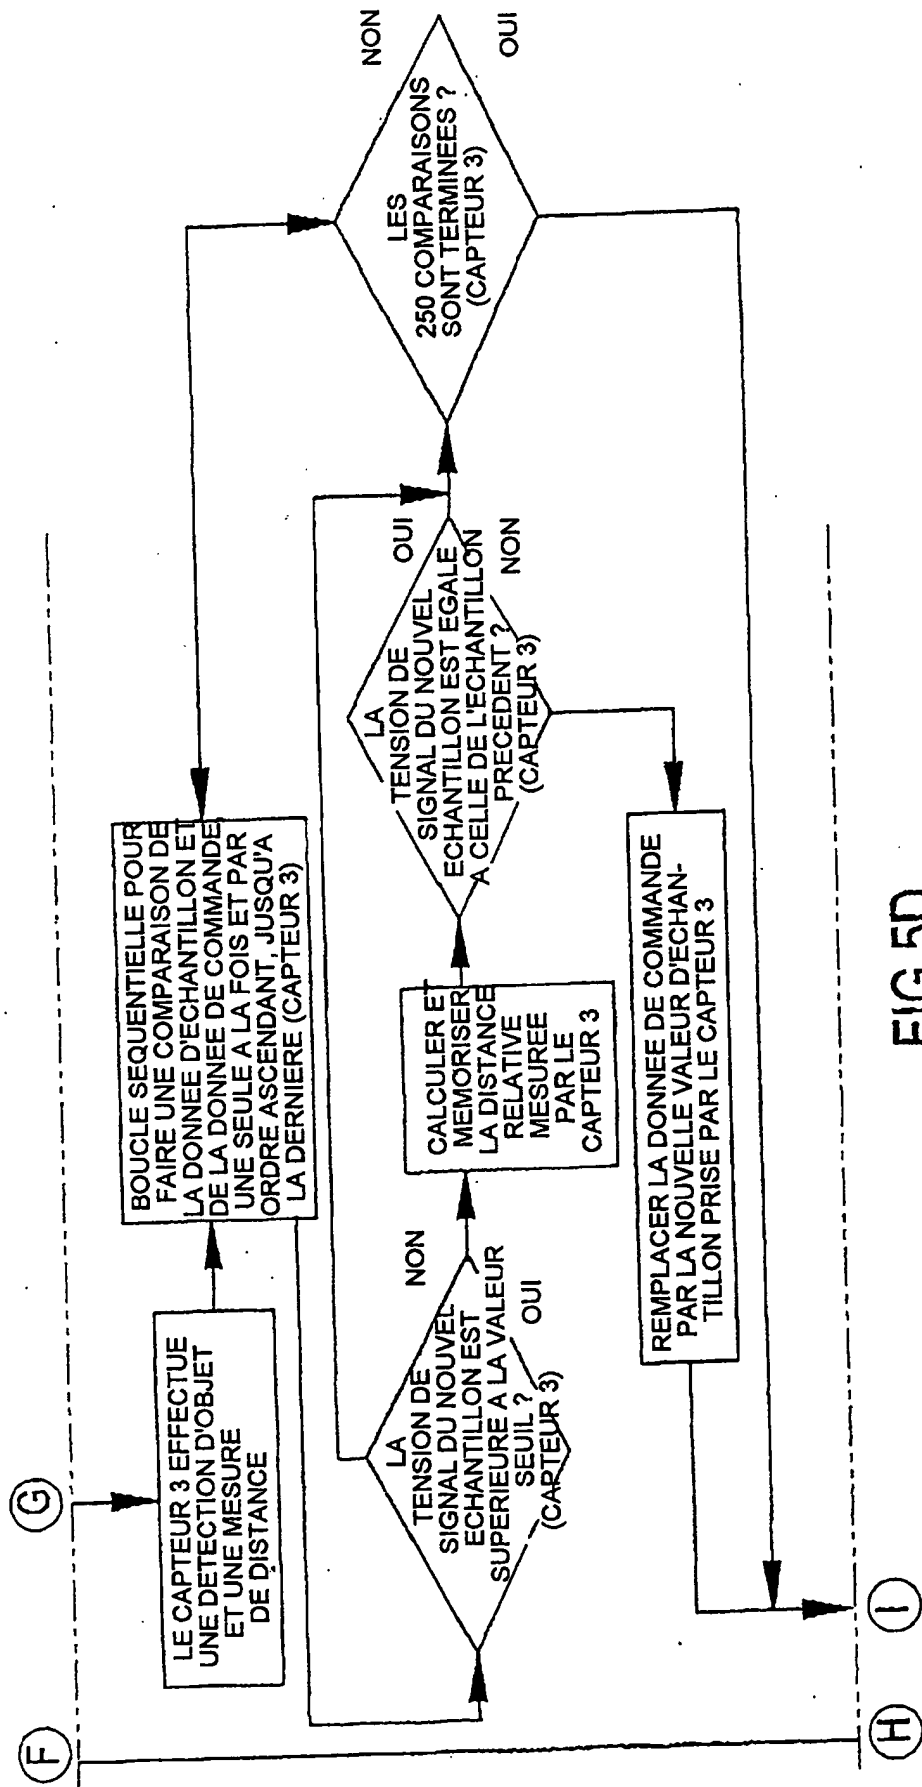 F
G
LE CAPTEUR 3 EFFECTUE
UNE DETECTION D'OBJET
ET UNE MESURE
DE DISTANCE
BOUCLE SEQUENTIELLE POUR
FAIRE UNE COMPARAISON DE
LA DONNEE D'ECHANTILLON ET
DE LA DONNEE DE COMMANDE
UNE SEULE A LA FOIS ET PAR
ORDRE ASCENDANT, JUSQU'A
LA DERNIERE (CAPTEUR 3)
LA
TENSION DE
SIGNAL DU NOUVEL
ECHANTILLON EST
SUPERIEURE A LA VALEUR
SEUIL ?
(CAPTEUR 3)
NON
OUI
CALCULER ET
MEMORISER
LA DISTANCE
RELATIVE
MESUREE
PAR LE
CAPTEUR 3
LA
TENSION DE
SIGNAL DU NOUVEL
ECHANTILLON EST EGALE
A CELLE DE L'ECHANTILLON
PRECEDENT ?
(CAPTEUR 3)
OUI
NON
LES
250 COMPARAISONS
SONT TERMINEES ?
(CAPTEUR 3)
NON
OUI
REMPLACER LA DONNEE DE COMMANDE
PAR LA NOUVELLE VALEUR D'ECHAN-
TILLON PRISE PAR LE CAPTEUR 3
H
I
FIG.5D